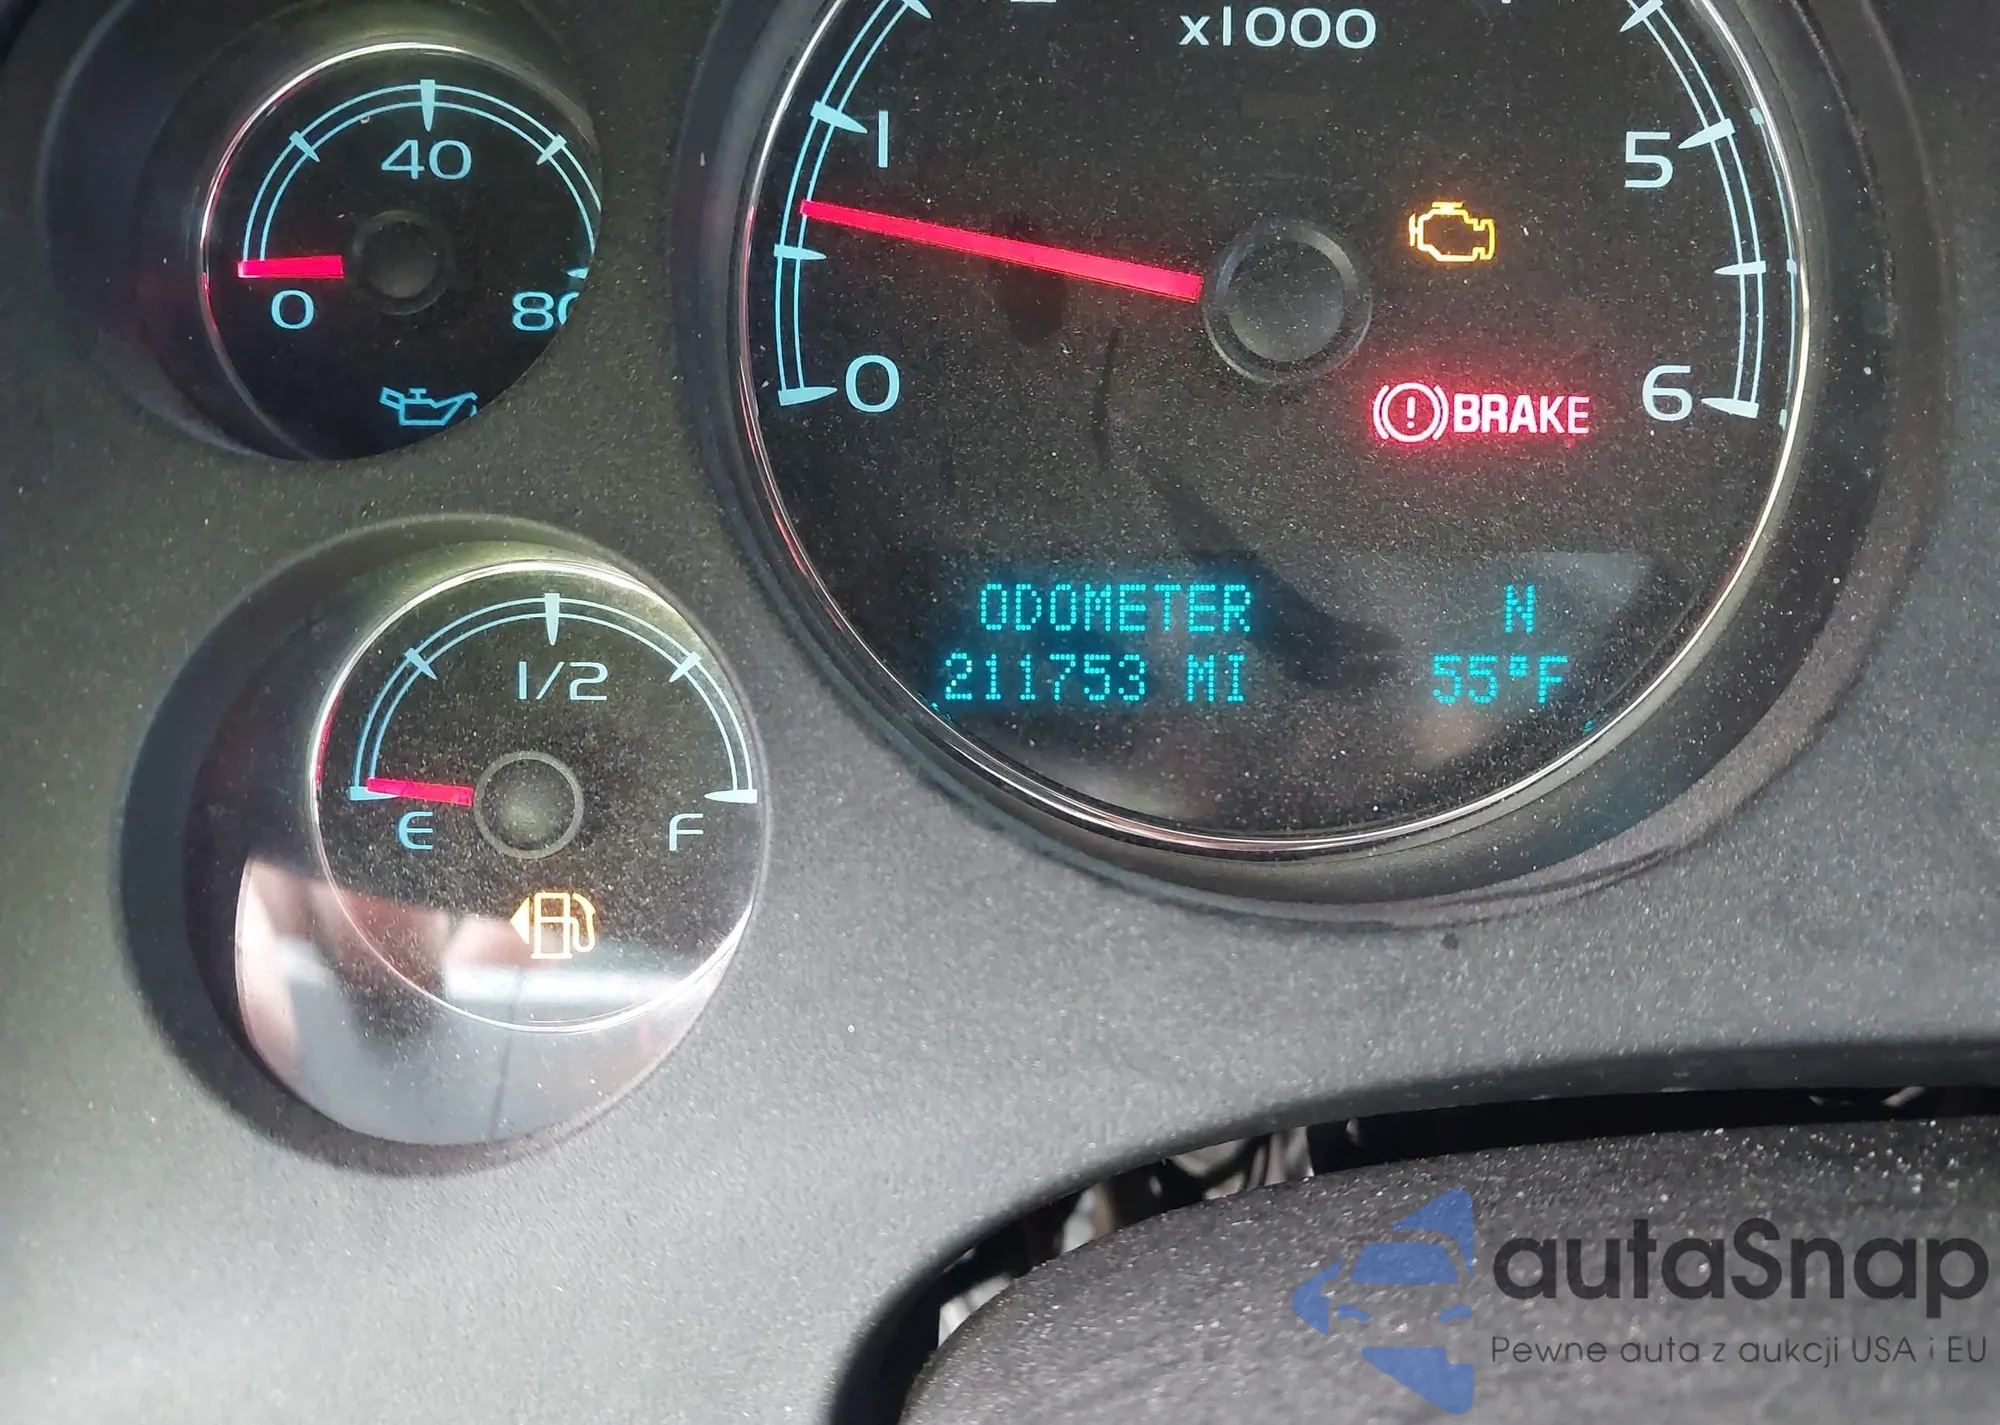 x1000
40
1
5
0
80
0
BRAKE
6
ODOMETER N
211753 MI 55°F
1/2
E
F
autaSnap
Pewne auta z aukcji USA i EU